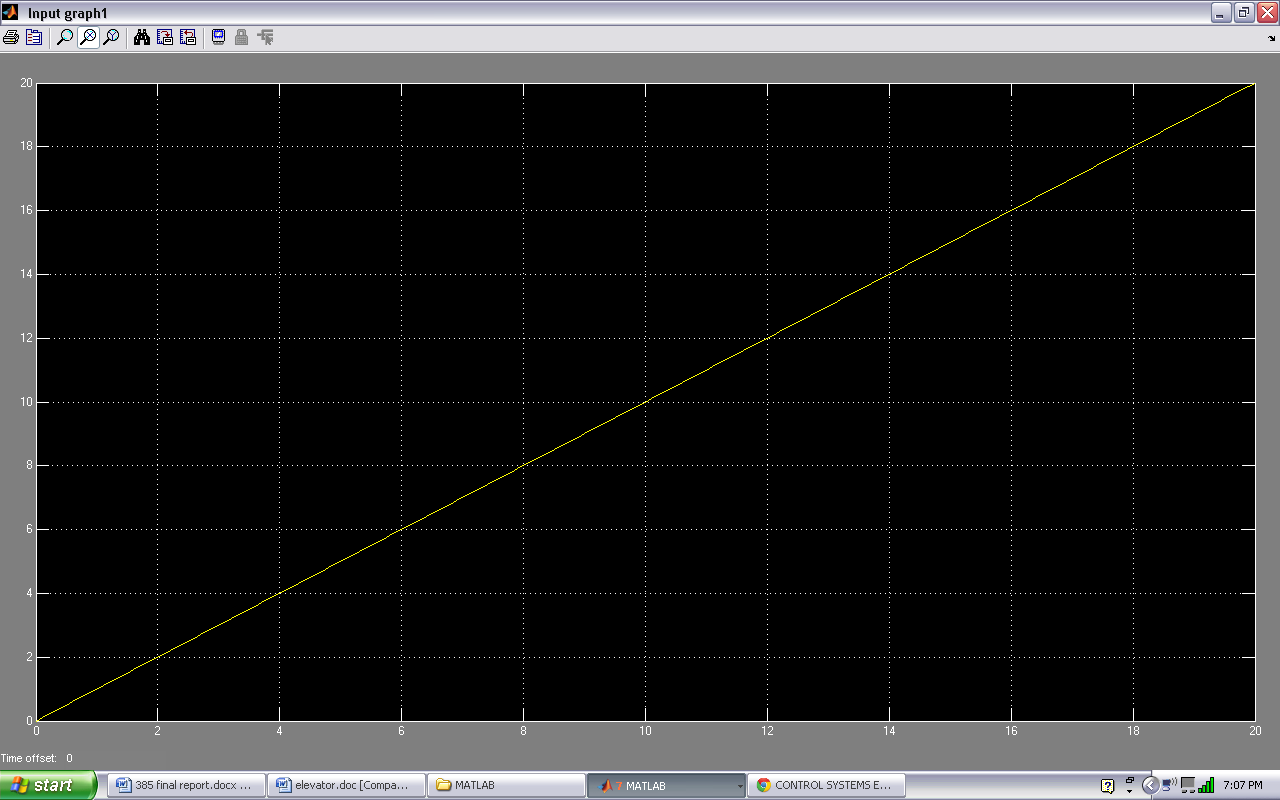 Input graph1
20
18
16
14
12
10
8
6
4
2
0
0 2 4 6 8 10 12 14 16 18 20
Time offset: 0
start 385 final report.docx ... elevator.doc [Compa... MATLAB 7 MATLAB CONTROL SYSTEMS E... 7:07 PM